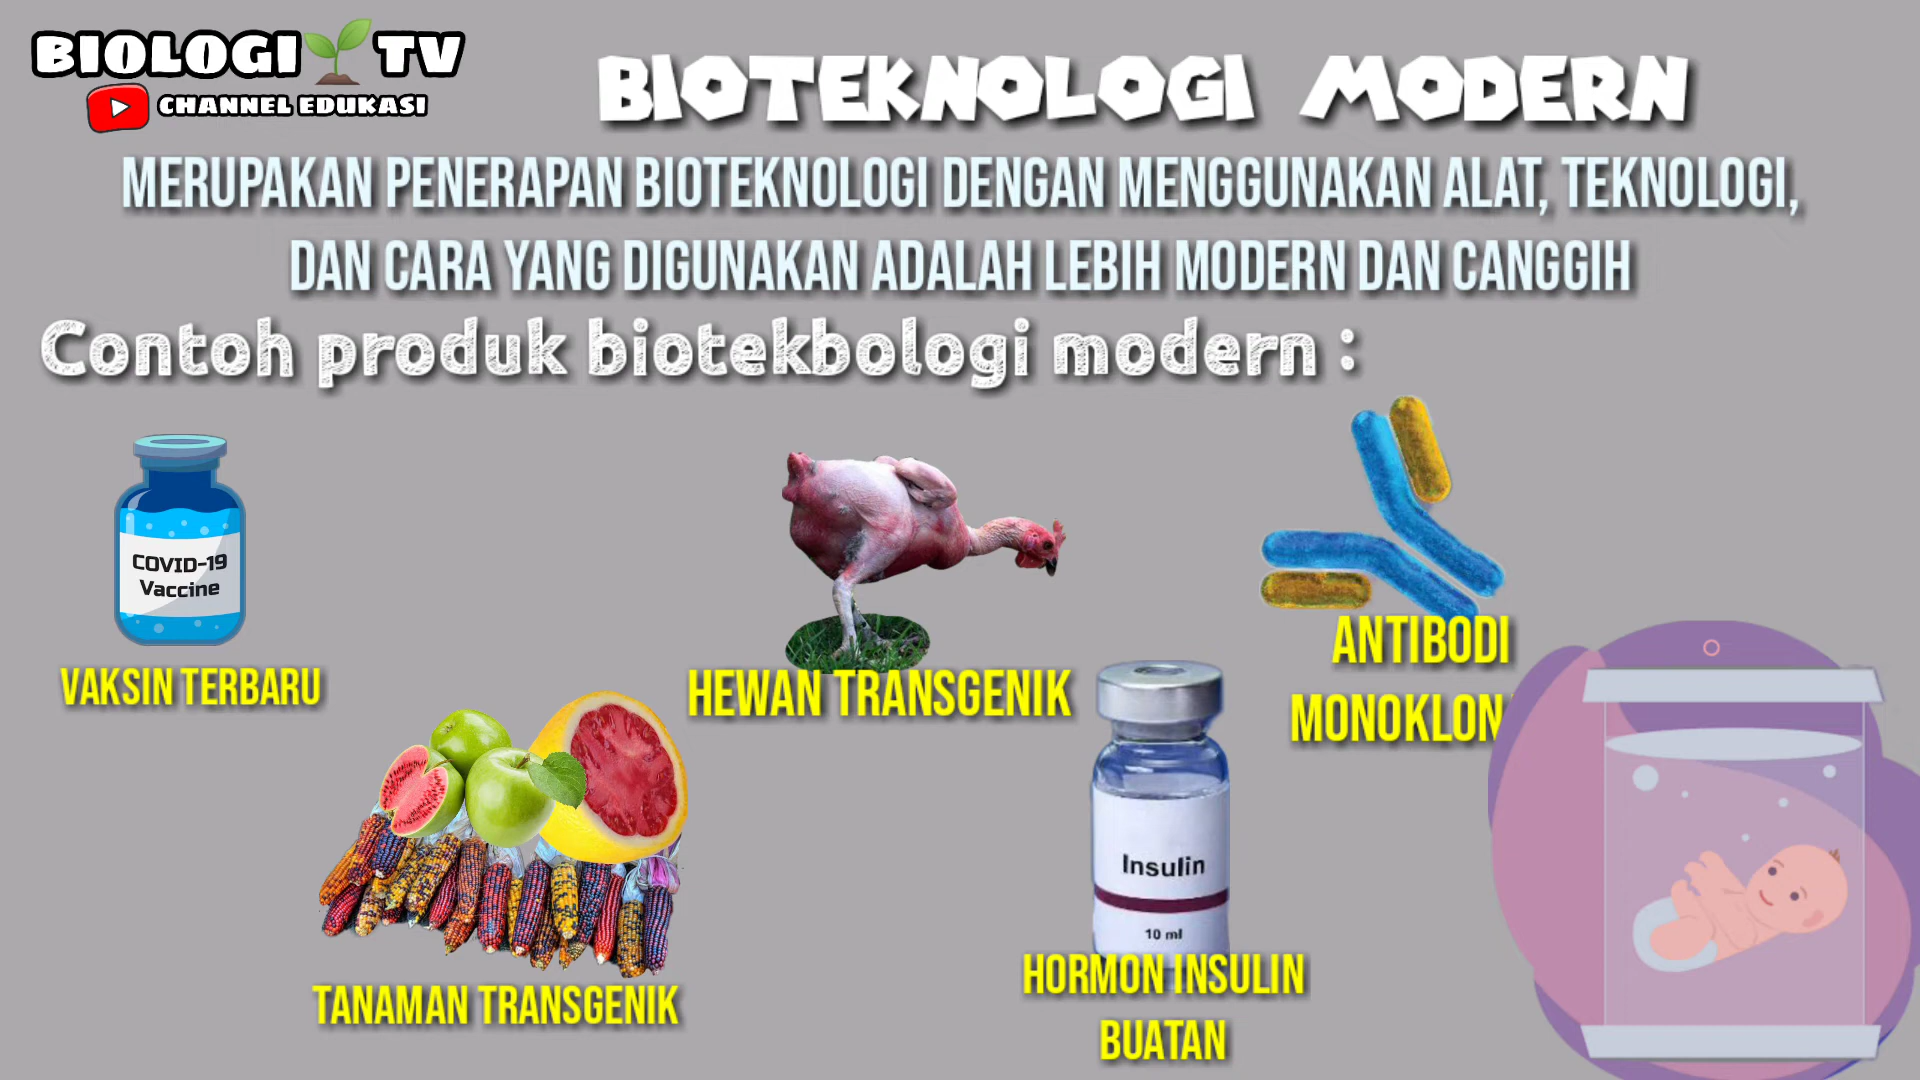 BIOLOGI TV
CHANNEL EDUKASI
BIOTEKNOLOGI MODERN
MERUPAKAN PENERAPAN BIOTEKNOLOGI DENGAN MENGGUNAKAN ALAT, TEKNOLOGI,
DAN CARA YANG DIGUNAKAN ADALAH LEBIH MODERN DAN CANGGIH
Contoh produk biotekbologi modern :
COVID-19
Vaccine
VAKSIN TERBARU
HEWAN TRANSGENIK
ANTIBODI
MONOKLON
TANAMAN TRANSGENIK
Insulin
10 ml
HORMON INSULIN
BUATAN